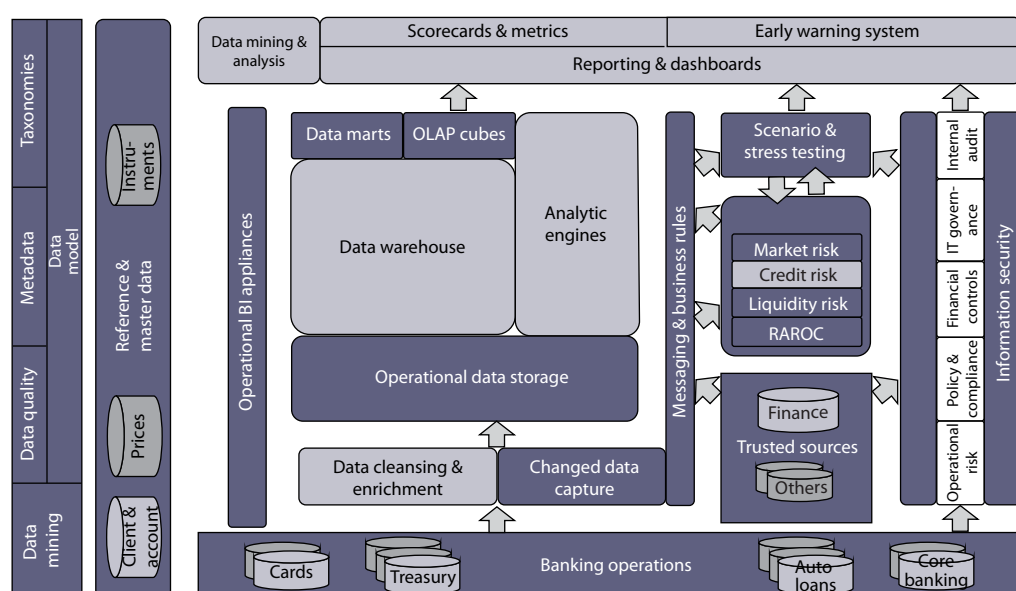 Taxonomies
Metadata
Data quality
Data
mining
Data
model
Instru-
ments
Reference &
master data
Prices
Client &
account
Data mining &
analysis
Scorecards & metrics
Early warning system
Reporting & dashboards
Operational BI appliances
Data marts
OLAP cubes
Data warehouse
Analytic
engines
Operational data storage
Data cleansing &
enrichment
Changed data
capture
Messaging & business rules
Scenario &
stress testing
Market risk
Credit risk
Liquidity risk
RAROC
Finance
Trusted sources
Others
Internal
audit
IT govern-
ance
Financial
controls
Policy &
compliance
Operational
risk
Information security
Cards
Treasury
Banking operations
Auto
loans
Core
banking